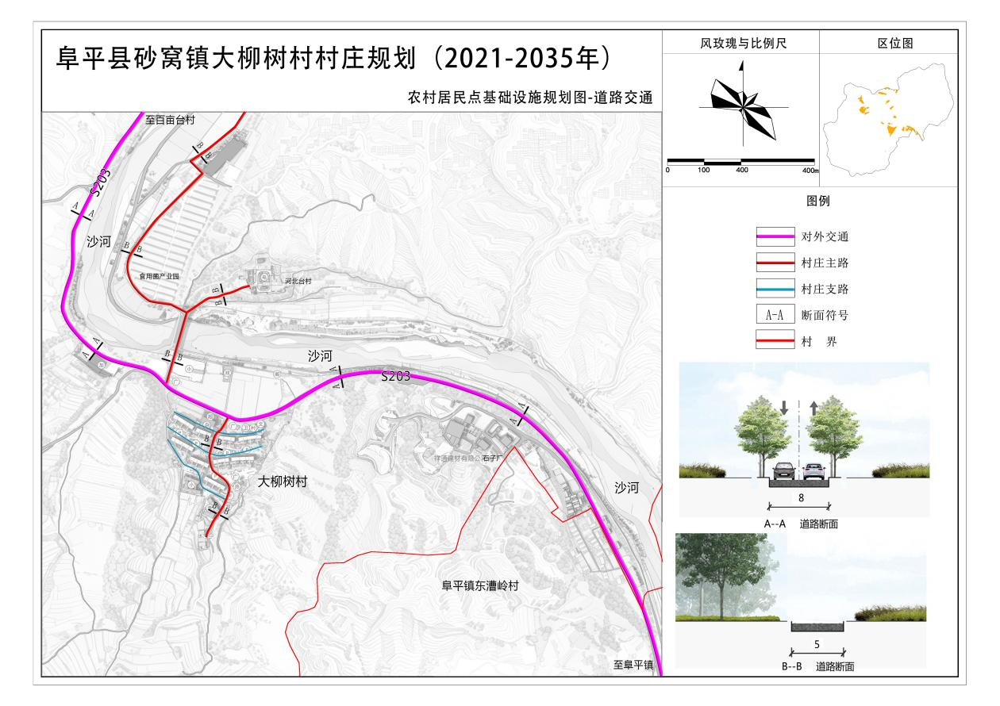 阜平县砂窝镇大柳树村村庄规划（2021-2035年）
农村居民点基础设施规划图-道路交通
风玫瑰与比例尺
区位图
0 100 400 400m
图例
对外交通
村庄主路
村庄支路
A-A 断面符号
村 界
8
A--A 道路断面
5
B--B 道路断面
至百亩台村
B
B
S203
A
A
沙河
B
B
食用菌产业园
河北台村
B
B
A
A
B
B
沙河
A
A
S203
A
A
B
B
石子厂
大柳树村
沙河
B
B
阜平镇东漕岭村
至阜平镇